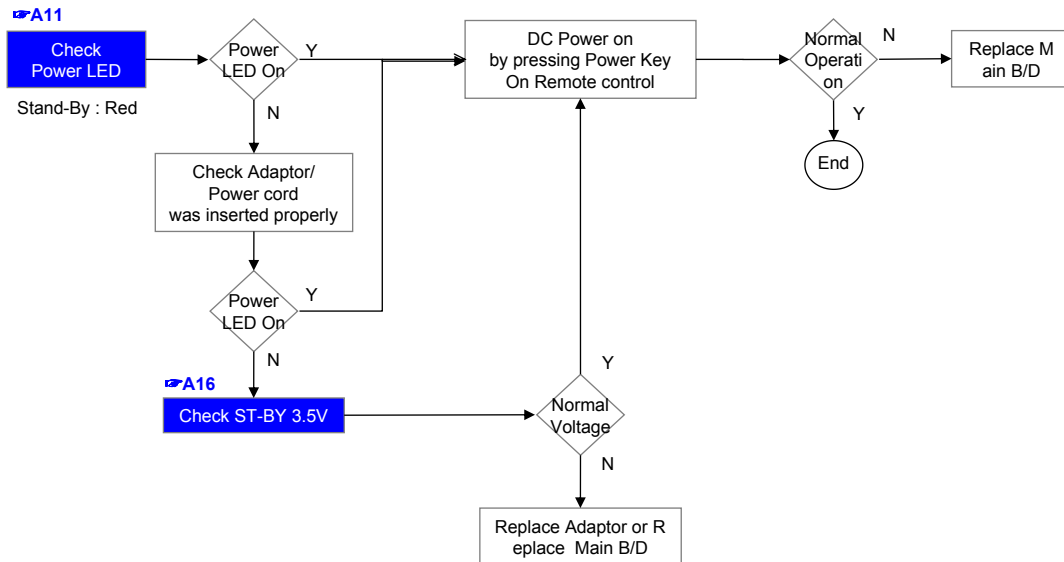 ☞A11
Check
Power LED
Stand-By : Red
Power
LED On
Y
N
Check Adaptor/
Power cord
was inserted properly
Power
LED On
Y
N
☞A16
Check ST-BY 3.5V
Normal
Voltage
Y
N
Replace Adaptor or R
eplace Main B/D
DC Power on
by pressing Power Key
On Remote control
Normal
Operati
on
N
Y
Replace M
ain B/D
End